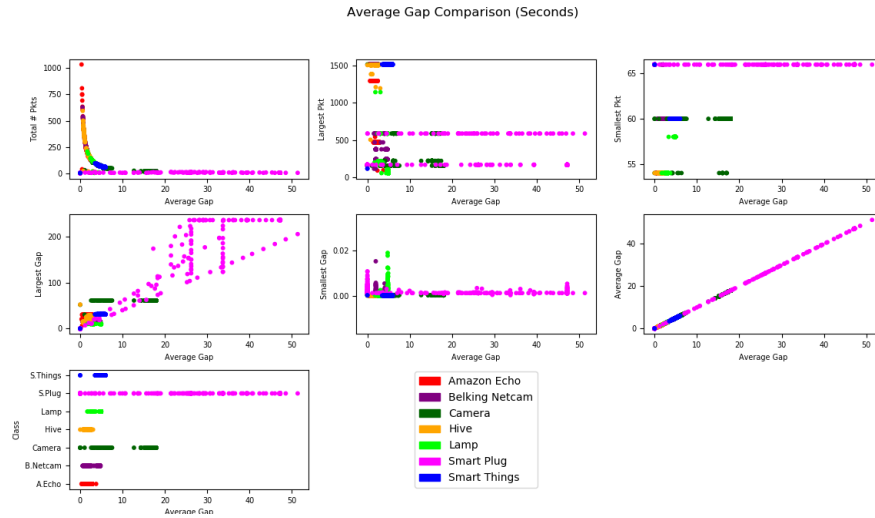 Average Gap Comparison (Seconds)
Total # Pkts
1000
750
500
250
0
0 10 20 30 40 50
Average Gap
Largest Pkt
1500
1000
500
0
0 10 20 30 40 50
Average Gap
Smallest Pkt
65
60
55
0 10 20 30 40 50
Average Gap
Largest Gap
200
100
0
0 10 20 30 40 50
Average Gap
Smallest Gap
0.02
0.00
0 10 20 30 40 50
Average Gap
Average Gap
40
20
0
0 10 20 30 40 50
Average Gap
Class
S.Things
S.Plug
Lamp
Hive
Camera
B.Netcam
A.Echo
0 10 20 30 40 50
Average Gap
Amazon Echo
Belking Netcam
Camera
Hive
Lamp
Smart Plug
Smart Things